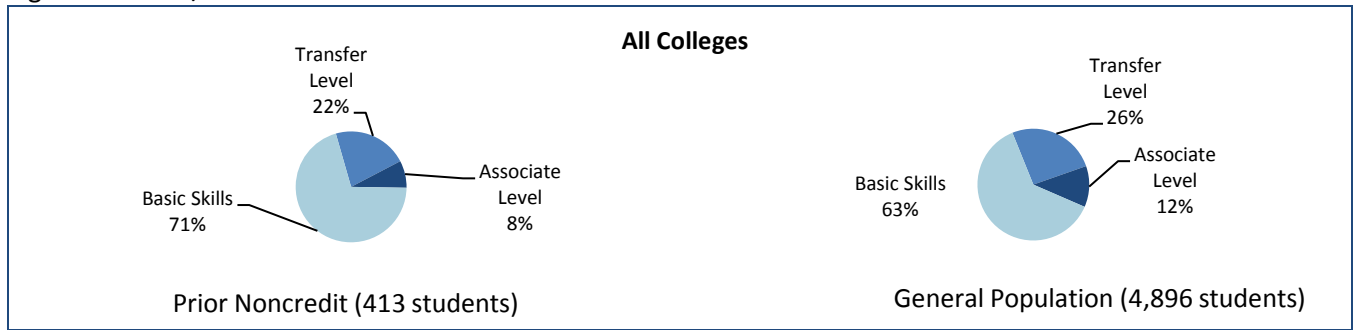 All Colleges
Transfer
Level
22%
Associate
Level
8%
Basic Skills
71%
Prior Noncredit (413 students)
Transfer
Level
26%
Associate
Level
12%
Basic Skills
63%
General Population (4,896 students)